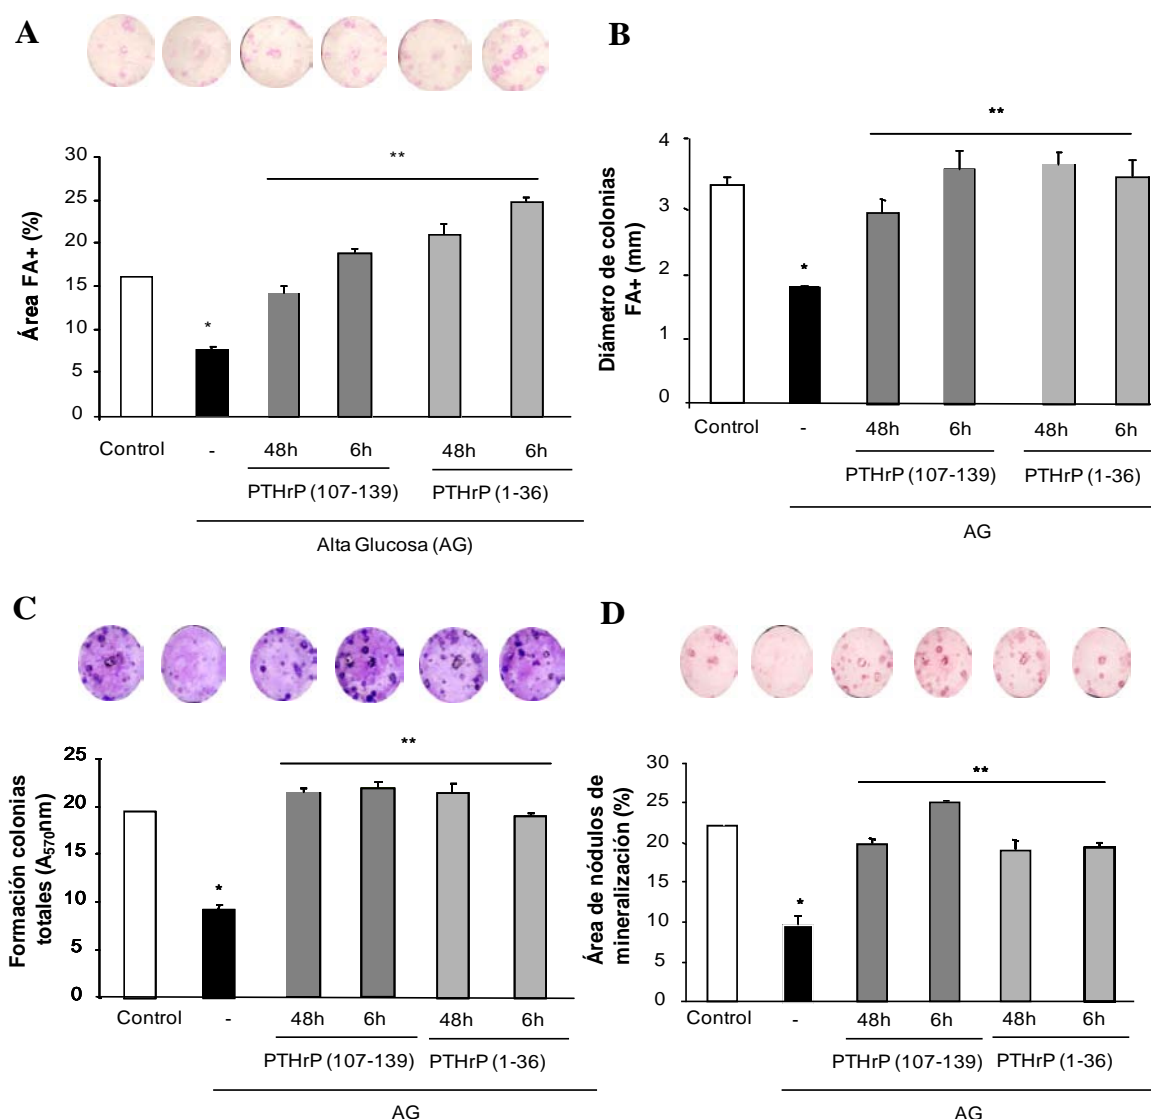 A
30
25
20
15
10
5
0
Área FA+ (%)
*
**
Control
-
48h
6h
48h
6h
PTHrP (107-139)
PTHrP (1-36)
Alta Glucosa (AG)
B
4
3
2
1
0
Diámetro de colonias
FA+ (mm)
*
**
Control
-
48h
6h
48h
6h
PTHrP (107-139)
PTHrP (1-36)
AG
C
25
20
15
10
5
0
Formación colonias
totales (A570nm)
*
**
Control
-
48h
6h
48h
6h
PTHrP (107-139)
PTHrP (1-36)
AG
D
30
25
20
15
10
5
0
Área de nódulos de
mineralización (%)
*
**
Control
-
48h
6h
48h
6h
PTHrP (107-139)
PTHrP (1-36)
AG